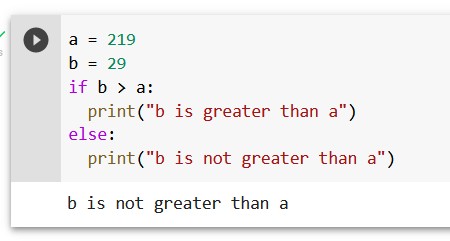 a = 219
b = 29
if b > a:
  print("b is greater than a")
else:
  print("b is not greater than a")
b is not greater than a